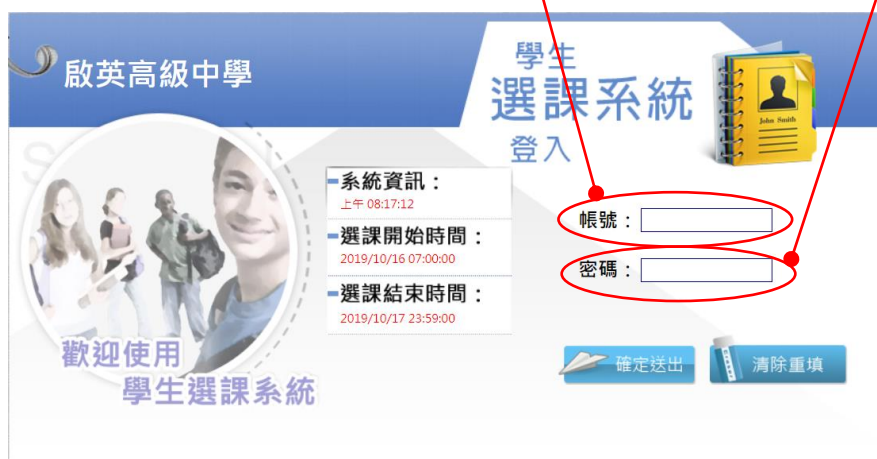 啟英高級中學
學生
選課系統
登入
John Smith
系統資訊：
上午 08:17:12
選課開始時間：
2019/10/16 07:00:00
選課結束時間：
2019/10/17 23:59:00
帳號：
密碼：
歡迎使用
學生選課系統
確定送出
清除重填